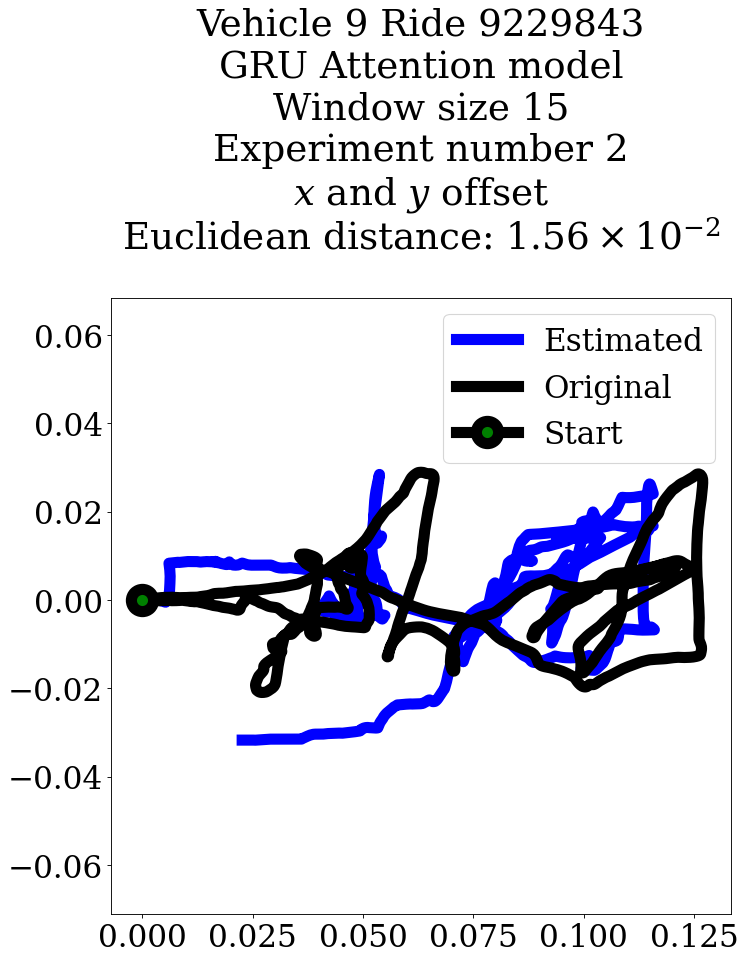 Vehicle 9 Ride 9229843
GRU Attention model
Window size 15
Experiment number 2
x and y offset
Euclidean distance: 1.56 × 10⁻²
Estimated
Original
Start
0.06
0.04
0.02
0.00
−0.02
−0.04
−0.06
0.000 0.025 0.050 0.075 0.100 0.125